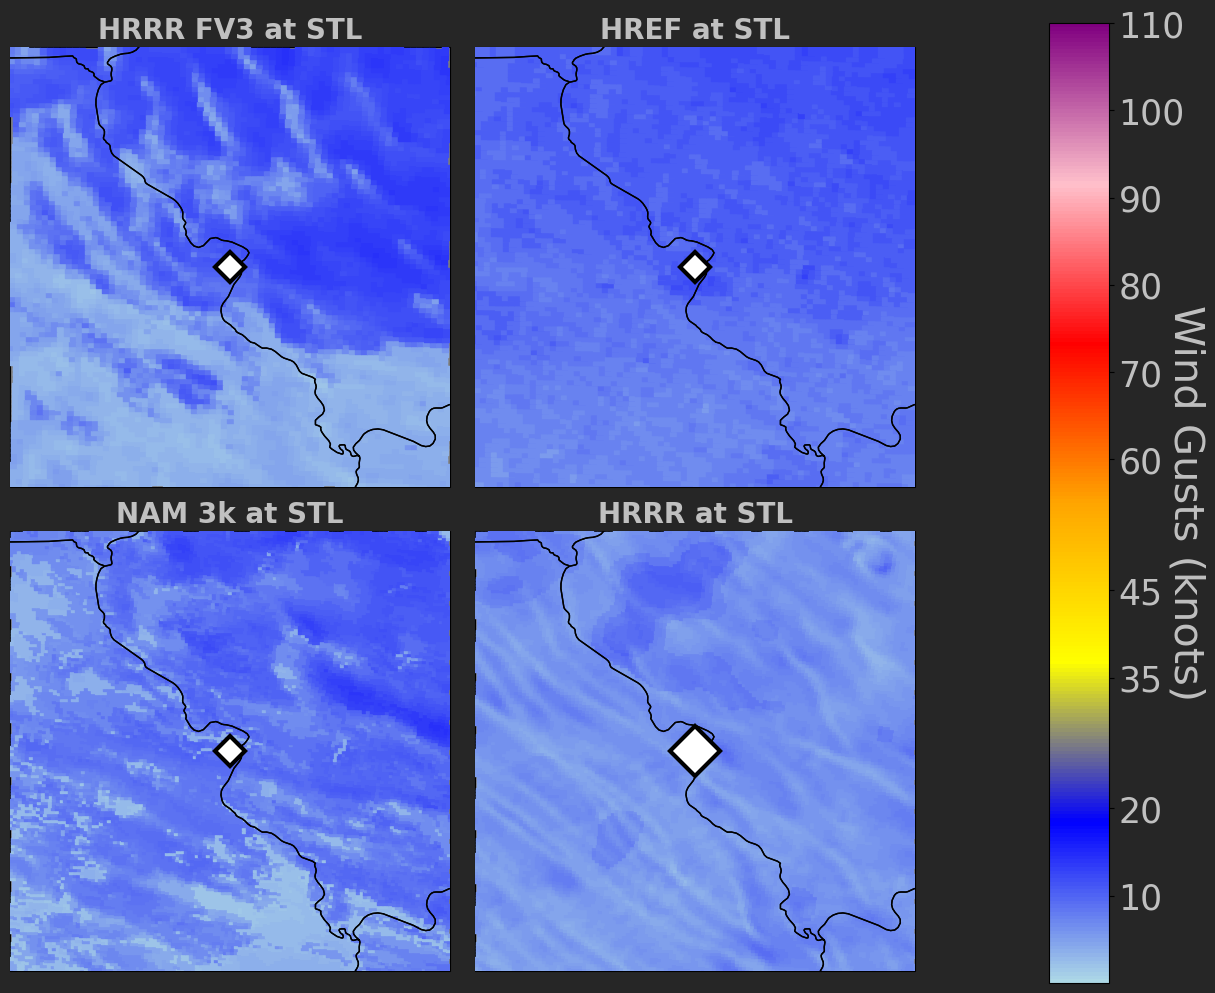 HRRR FV3 at STL
HREF at STL
NAM 3k at STL
HRRR at STL
110
100
90
80
70
60
45
35
20
10
Wind Gusts (knots)